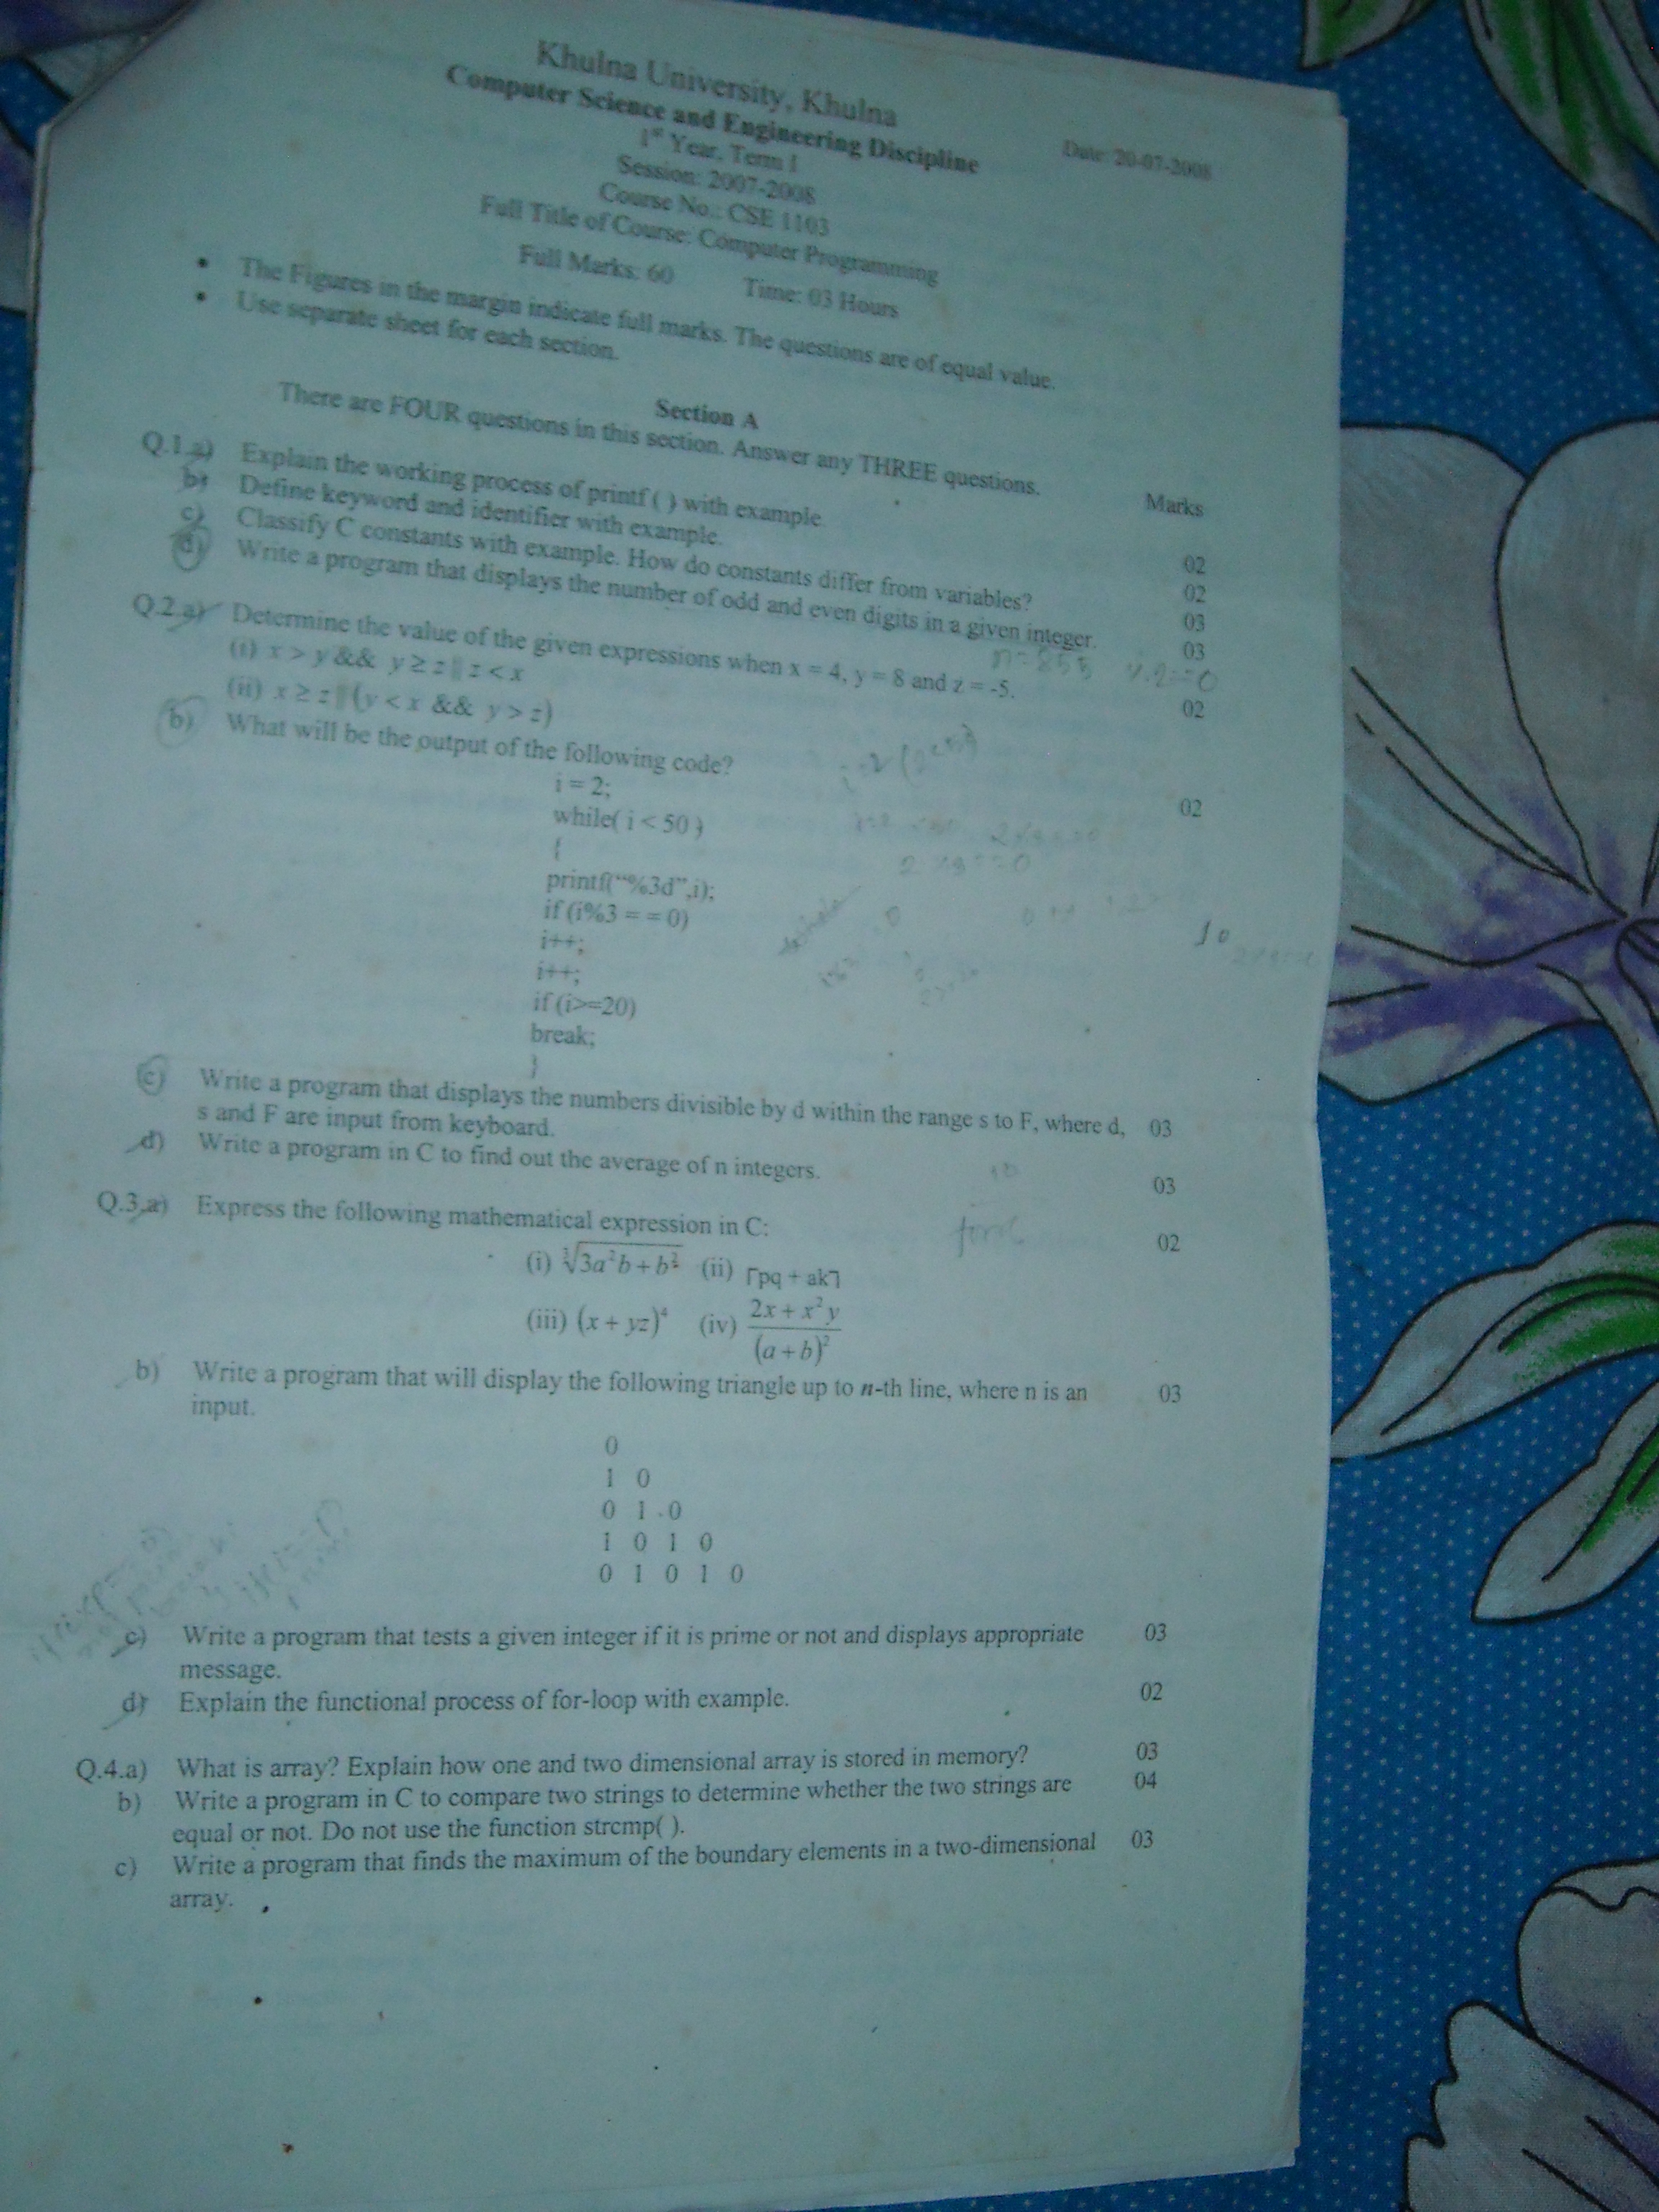 Khulna University, Khulna
Computer Science and Engineering Discipline
1st Year, Term I
Date: 20-07-2008
Session: 2007-2008
Course No.: CSE 1103
Full Title of Course: Computer Programming
Full Marks: 60 Time: 03 Hours
• The Figures in the margin indicate full marks. The questions are of equal value.
• Use separate sheet for each section.
Section A
There are FOUR questions in this section. Answer any THREE questions.
Marks
Q.1.a) Explain the working process of printf ( ) with example. 02
b) Define keyword and identifier with example. 02
c) Classify C constants with example. How do constants differ from variables? 03
d) Write a program that displays the number of odd and even digits in a given integer. 03
Q.2.a) Determine the value of the given expressions when x = 4, y = 8 and z = -5. 02
(i) x > y && y ≥ z || z < x
(ii) x ≥ z || (y < x && y > z)
b) What will be the output of the following code? 02
i = 2;
while( i < 50 )
{
printf(“%3d”,i);
if (i%3 = = 0)
i++;
i++;
if (i>=20)
break;
}
10
c) Write a program that displays the numbers divisible by d within the range s to F, where d, 03
s and F are input from keyboard.
d) Write a program in C to find out the average of n integers. 03
Q.3.a) Express the following mathematical expression in C: 02
(i) ∛3a²b + b² (ii) ⌈pq + ak⌉
(iii) (x + yz)⁴ (iv) 2x + x²y
(a + b)²
b) Write a program that will display the following triangle up to n-th line, where n is an 03
input.
0
1 0
0 1 0
1 0 1 0
0 1 0 1 0
c) Write a program that tests a given integer if it is prime or not and displays appropriate 03
message.
d) Explain the functional process of for-loop with example. 02
Q.4.a) What is array? Explain how one and two dimensional array is stored in memory? 03
b) Write a program in C to compare two strings to determine whether the two strings are 04
equal or not. Do not use the function strcmp( ).
c) Write a program that finds the maximum of the boundary elements in a two-dimensional 03
array.